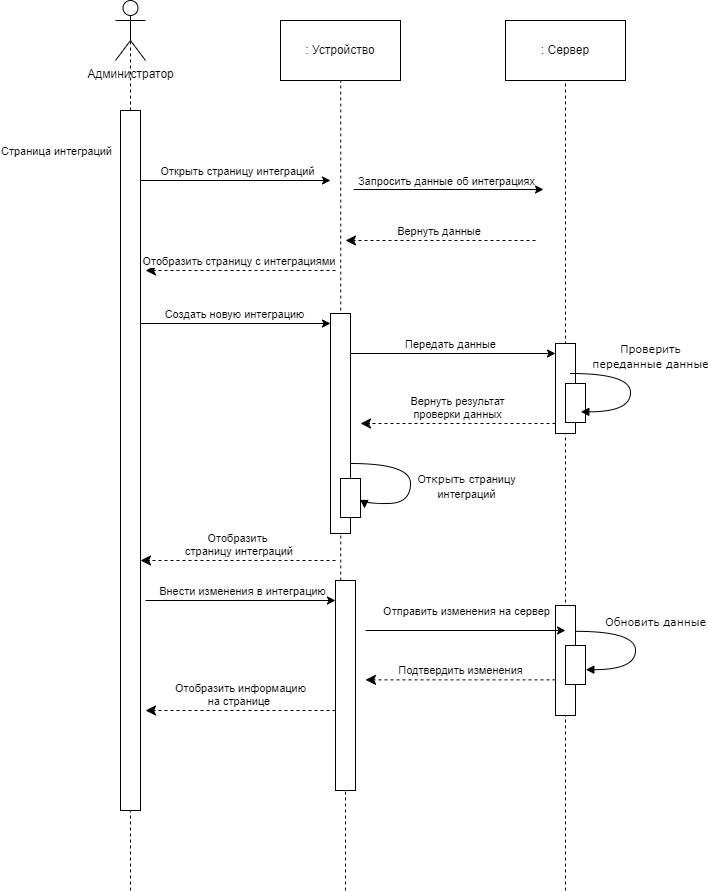 : Устройство
: Сервер
Администратор
Страница интеграций
Открыть страницу интеграций
Запросить данные об интеграциях
Вернуть данные
Отобразить страницу с интеграциями
Создать новую интеграцию
Передать данные
Проверить
переданные данные
Вернуть результат
проверки данных
Открыть страницу
интеграций
Отобразить
страницу интеграций
Внести изменения в интеграцию
Отправить изменения на сервер
Обновить данные
Подтвердить изменения
Отобразить информацию
на странице